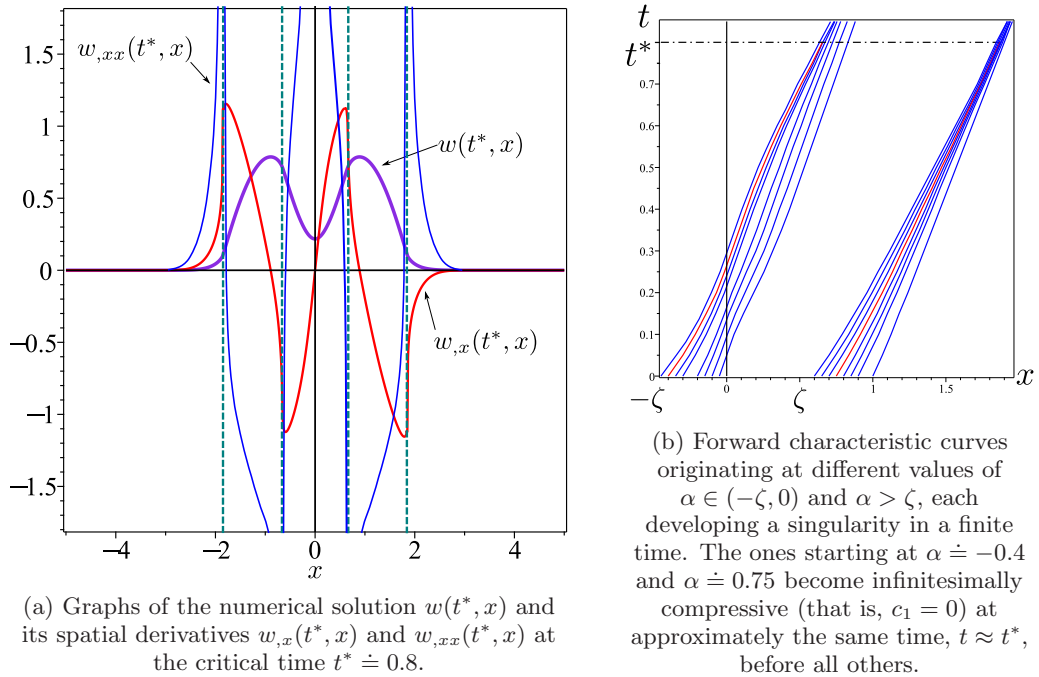 1.5
1
0.5
0
−0.5
−1
−1.5
−4
−2
0
2
4
x
w,xx(t*, x)
w(t*, x)
w,x(t*, x)
(a) Graphs of the numerical solution w(t*, x) and
its spatial derivatives w,x(t*, x) and w,xx(t*, x) at
the critical time t* ≐ 0.8.
t
t*
0.7
0.6
0.5
0.4
0.3
0.2
0.1
0
0
1
1.5
x
−ζ
ζ
(b) Forward characteristic curves
originating at different values of
α ∈ (−ζ, 0) and α > ζ, each
developing a singularity in a finite
time. The ones starting at α ≐ −0.4
and α ≐ 0.75 become infinitesimally
compressive (that is, c₁ = 0) at
approximately the same time, t ≈ t*,
before all others.